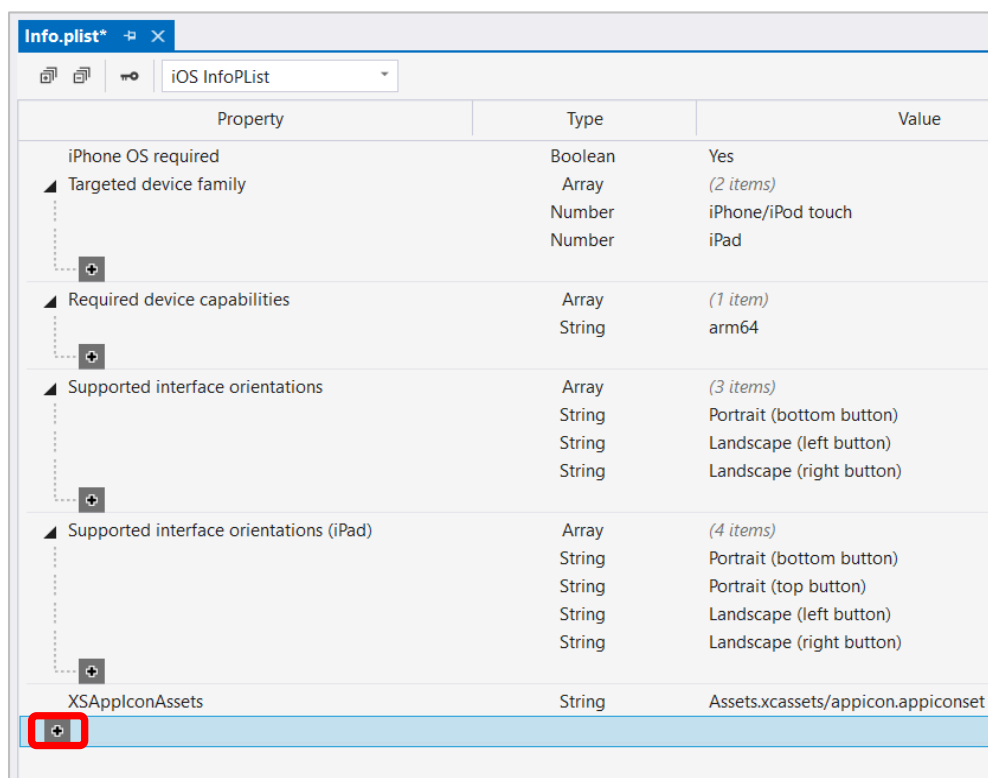 Info.plist*
iOS InfoPList
Property Type Value
iPhone OS required Boolean Yes
Targeted device family Array (2 items)
Number iPhone/iPod touch
Number iPad
Required device capabilities Array (1 item)
String arm64
Supported interface orientations Array (3 items)
String Portrait (bottom button)
String Landscape (left button)
String Landscape (right button)
Supported interface orientations (iPad) Array (4 items)
String Portrait (bottom button)
String Portrait (top button)
String Landscape (left button)
String Landscape (right button)
XSAppIconAssets String Assets.xcassets/appicon.appiconset